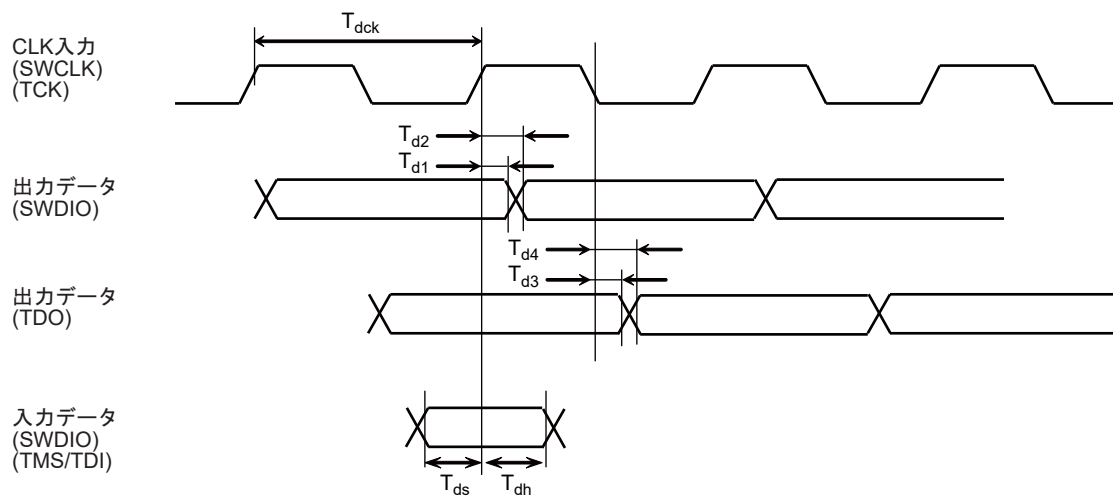 Tdck
CLK入力
(SWCLK)
(TCK)
Td2
Td1
出力データ
(SWDIO)
Td4
Td3
出力データ
(TDO)
入力データ
(SWDIO)
(TMS/TDI)
Tds
Tdh